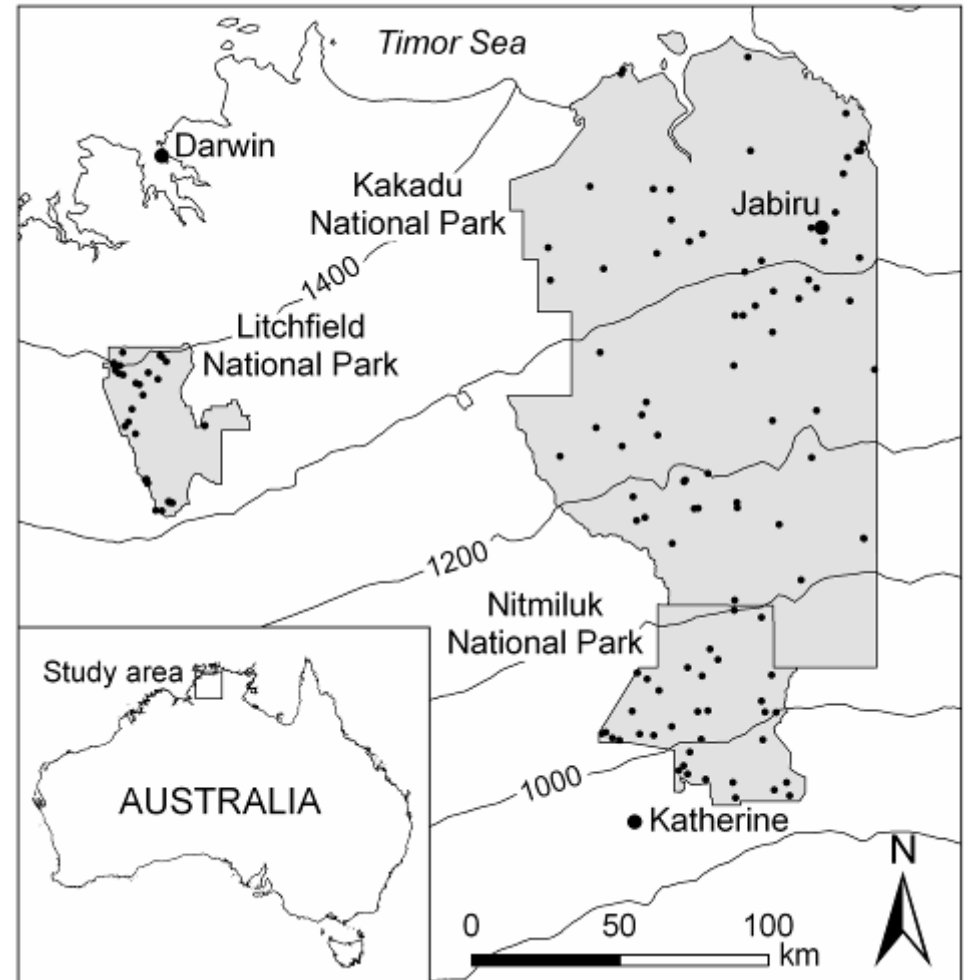 Timor Sea
Darwin
Kakadu
National Park
Jabiru
1400
Litchfield
National Park
1200
Nitmiluk
National Park
Study area
1000
AUSTRALIA
Katherine
N
0 50 100
km